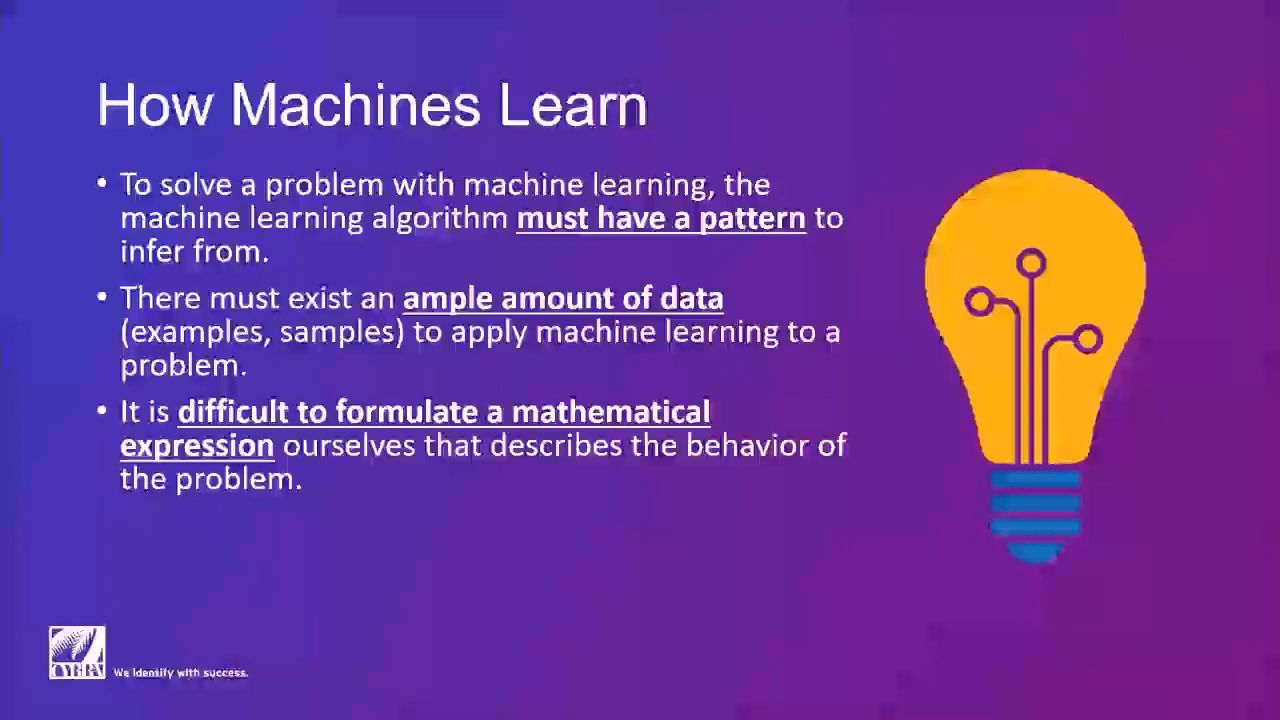 How Machines Learn
• To solve a problem with machine learning, the
machine learning algorithm must have a pattern to
infer from.
• There must exist an ample amount of data
(examples, samples) to apply machine learning to a
problem.
• It is difficult to formulate a mathematical
expression ourselves that describes the behavior of
the problem.
CYBRA
We identify with success.